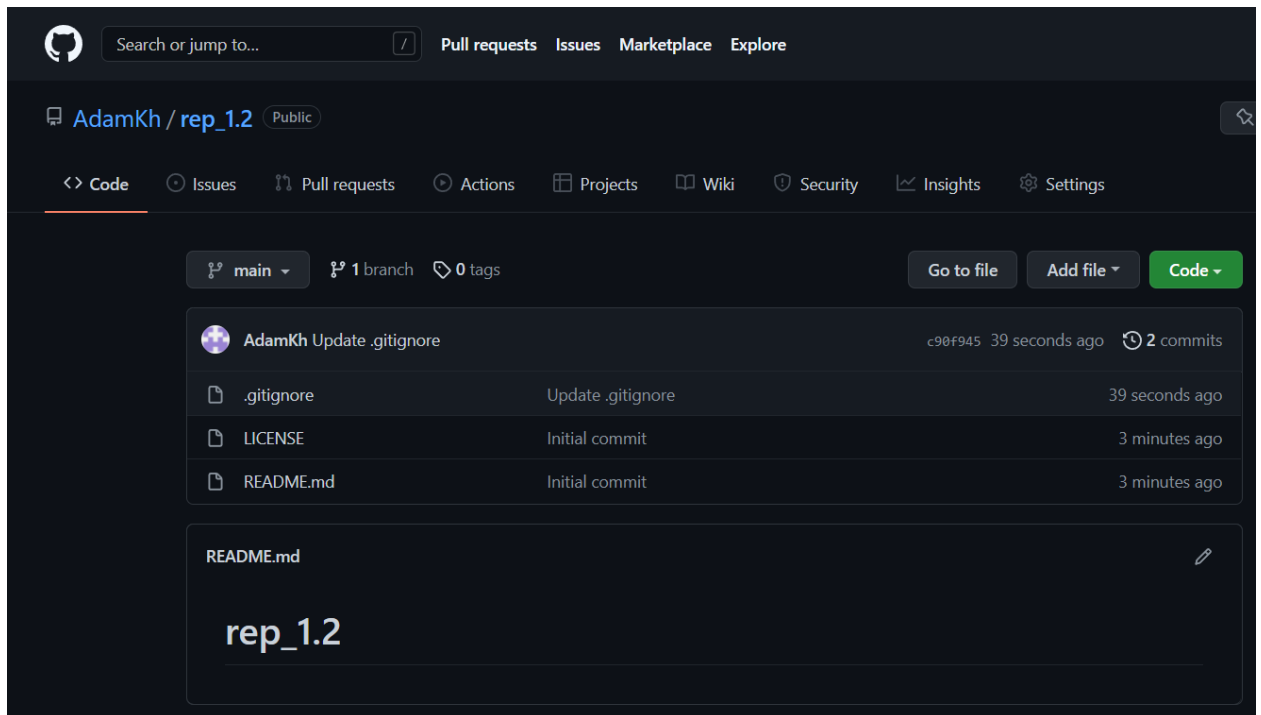 Search or jump to... / Pull requests Issues Marketplace Explore
AdamKh / rep_1.2 Public
Code Issues Pull requests Actions Projects Wiki Security Insights Settings
main 1 branch 0 tags Go to file Add file Code
AdamKh Update .gitignore c90f945 39 seconds ago 2 commits
.gitignore Update .gitignore 39 seconds ago
LICENSE Initial commit 3 minutes ago
README.md Initial commit 3 minutes ago
README.md
rep_1.2